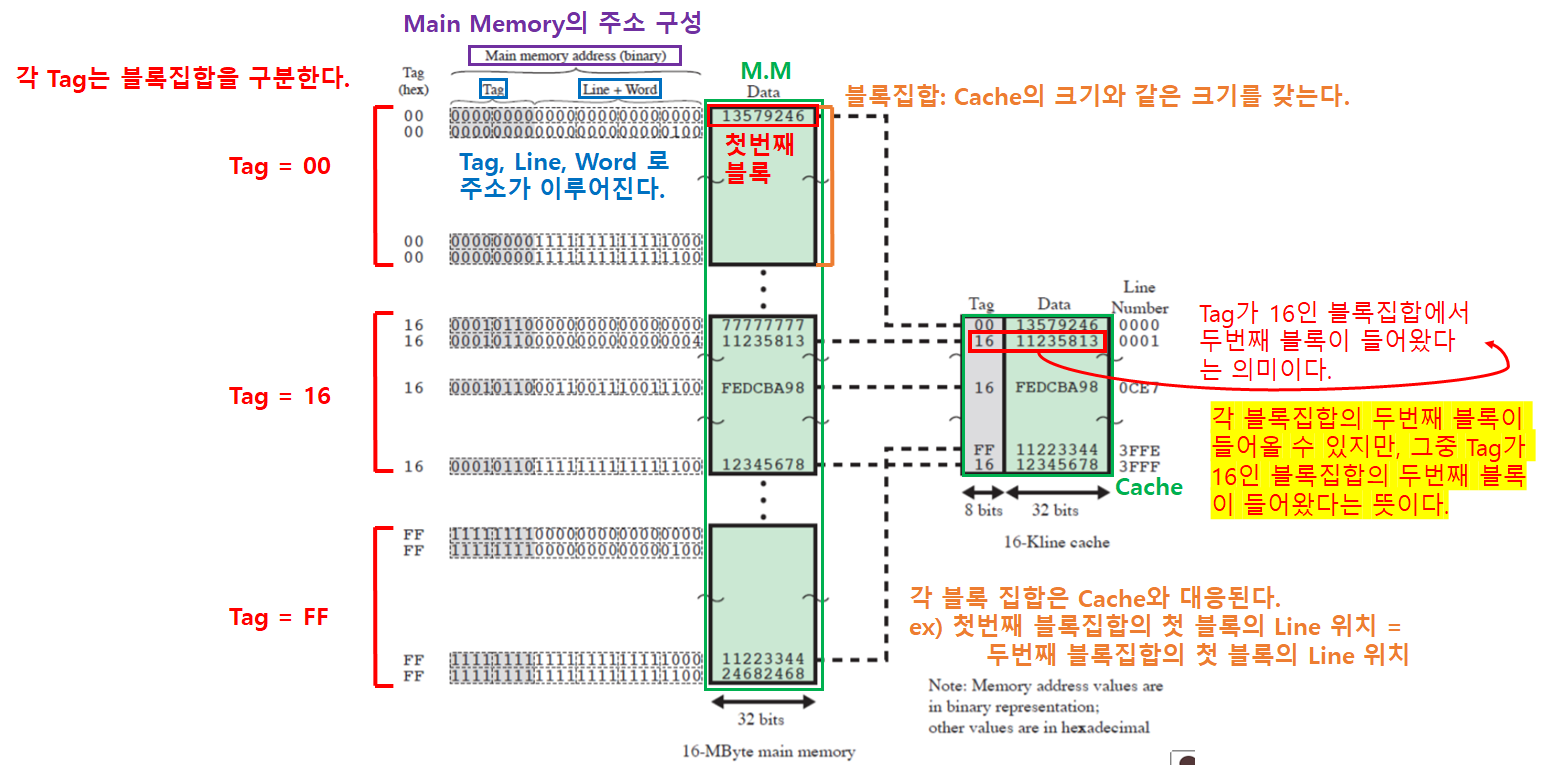 Main Memory의 주소 구성
Main memory address (binary)
각 Tag는 블록집합을 구분한다.
Tag
(hex)
Tag
Line + Word
M.M
Data
블록집합: Cache의 크기와 같은 크기를 갖는다.
00 000000000000000000000000 13579246
00 000000000000000000000100
첫번째
블록
Tag = 00
Tag, Line, Word 로
주소가 이루어진다.
00 000000001111111111111000
00 000000001111111111111100
Tag = 16
16 000101100000000000000000 77777777
16 000101100000000000000004 11235813
16 000101100011001110011100 FEDCBA98
16 000101101111111111111100 12345678
Tag = FF
FF 111111110000000000000000
FF 111111110000000000000100
FF 111111111111111111111000 11223344
FF 111111111111111111111100 24682468
32 bits
16-MByte main memory
Tag Data Line
Number
00 13579246 0000
16 11235813 0001
16 FEDCBA98 0CE7
FF 11223344 3FFE
16 12345678 3FFF
Cache
8 bits 32 bits
16-Kline cache
Tag가 16인 블록집합에서
두번째 블록이 들어왔다
는 의미이다.
각 블록집합의 두번째 블록이
들어올 수 있지만, 그중 Tag가
16인 블록집합의 두번째 블록
이 들어왔다는 뜻이다.
각 블록 집합은 Cache와 대응된다.
ex) 첫번째 블록집합의 첫 블록의 Line 위치 =
두번째 블록집합의 첫 블록의 Line 위치
Note: Memory address values are
in binary representation;
other values are in hexadecimal